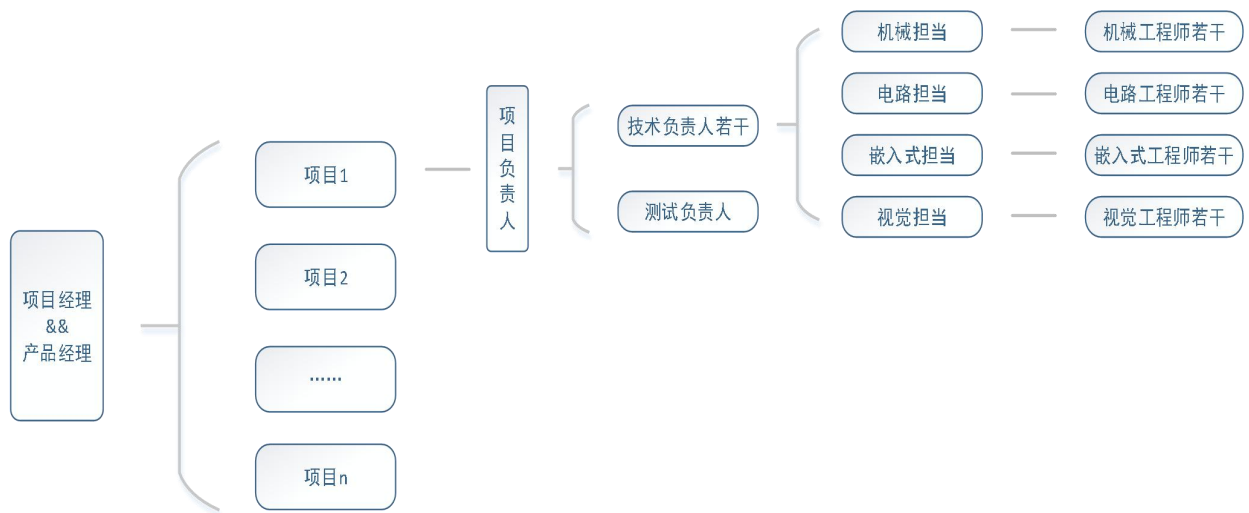 项目经理
&&
产品经理
项目1
项目2
······
项目n
项目负责人
技术负责人若干
测试负责人
机械担当
机械工程师若干
电路担当
电路工程师若干
嵌入式担当
嵌入式工程师若干
视觉担当
视觉工程师若干